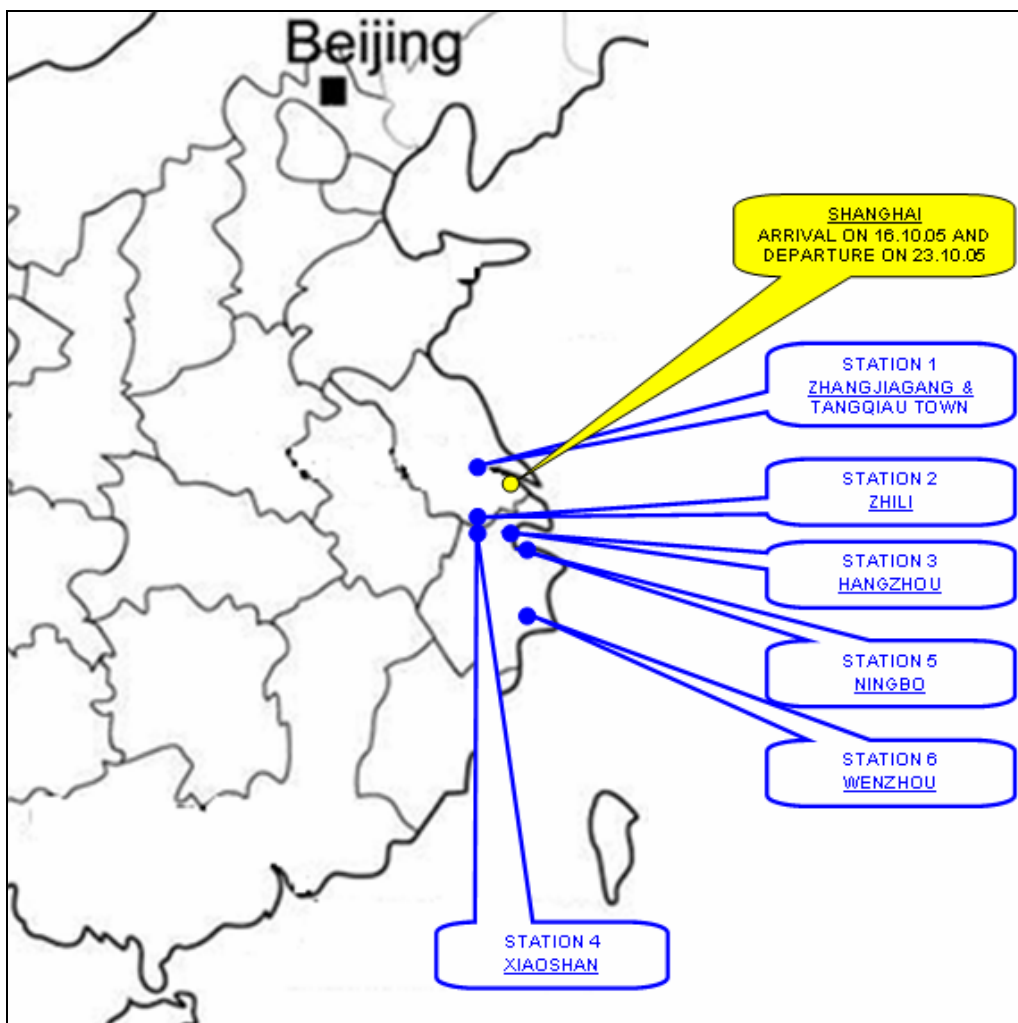 Beijing
SHANGHAI
ARRIVAL ON 16.10.05 AND
DEPARTURE ON 23.10.05
STATION 1
ZHANGJIAGANG &
TANGQIAU TOWN
STATION 2
ZHILI
STATION 3
HANGZHOU
STATION 5
NINGBO
STATION 6
WENZHOU
STATION 4
XIAOSHAN